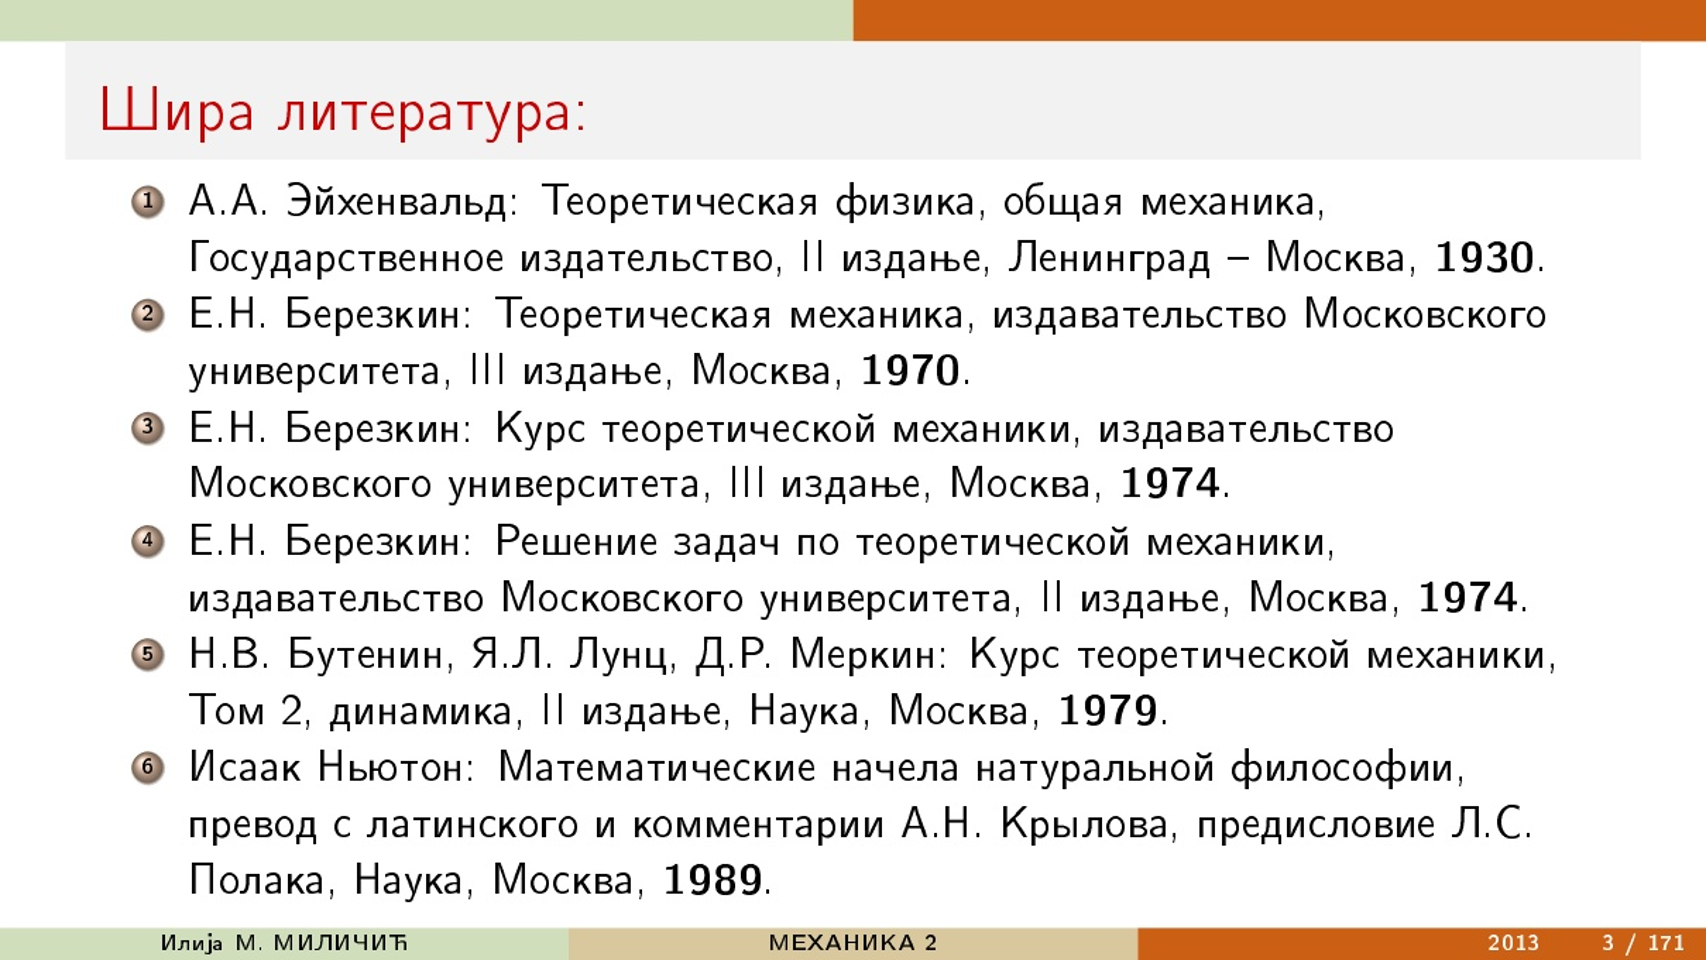 Шира литература:
1 А.А. Эйхенвальд: Теоретическая физика, общая механика,
Государственное издательство, II издање, Ленинград – Москва, 1930.
2 Е.Н. Березкин: Теоретическая механика, издавательство Московского
университета, III издање, Москва, 1970.
3 Е.Н. Березкин: Курс теоретической механики, издавательство
Московского университета, III издање, Москва, 1974.
4 Е.Н. Березкин: Решение задач по теоретической механики,
издавательство Московского университета, II издање, Москва, 1974.
5 Н.В. Бутенин, Я.Л. Лунц, Д.Р. Меркин: Курс теоретической механики,
Том 2, динамика, II издање, Наука, Москва, 1979.
6 Исаак Ньютон: Математические начела натуральной философии,
превод с латинского и комментарии А.Н. Крылова, предисловие Л.С.
Полака, Наука, Москва, 1989.
Илија М. МИЛИЧИЋ МЕХАНИКА 2 2013 3 / 171